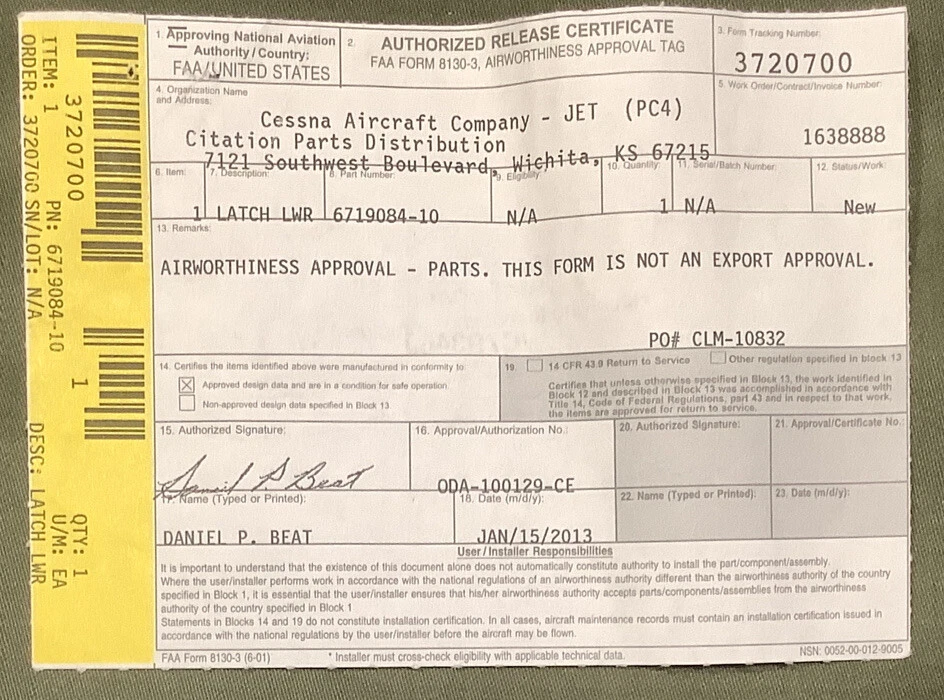 ITEM: 1 PN: 6719084-10 1 QTY: 1
3720700 U/M: EA
ORDER: 3720700 SN/LOT: N/A DESC: LATCH LWR
1. Approving National Aviation
Authority / Country:
FAA/UNITED STATES
2.
AUTHORIZED RELEASE CERTIFICATE
FAA FORM 8130-3, AIRWORTHINESS APPROVAL TAG
3. Form Tracking Number:
3720700
4. Organization Name
and Address:
Cessna Aircraft Company - JET (PC4)
Citation Parts Distribution
7121 Southwest Boulevard, Wichita, KS 67215
5. Work Order/Contract/Invoice Number:
1638888
6. Item: 7. Description: 8. Part Number: 9. Eligibility: 10. Quantity: 11. Serial/Batch Number: 12. Status/Work:
1 LATCH LWR 6719084-10 N/A 1 N/A New
13. Remarks:
AIRWORTHINESS APPROVAL - PARTS. THIS FORM IS NOT AN EXPORT APPROVAL.
PO# CLM-10832
14. Certifies the items identified above were manufactured in conformity to:
Approved design data and are in a condition for safe operation
Non-approved design data specified in Block 13
19. 14 CFR 43.9 Return to Service Other regulation specified in block 13
Certifies that unless otherwise specified in Block 13, the work identified in
Block 12 and described in Block 13 was accomplished in accordance with
Title 14, Code of Federal Regulations, part 43 and in respect to that work,
the items are approved for return to service.
15. Authorized Signature: 16. Approval/Authorization No.: 20. Authorized Signature: 21. Approval/Certificate No.:
Daniel P Beat
ODA-100129-CE
17. Name (Typed or Printed): 18. Date (m/d/y): 22. Name (Typed or Printed): 23. Date (m/d/y):
DANIEL P. BEAT JAN/15/2013
User / Installer Responsibilities
It is important to understand that the existence of this document alone does not automatically constitute authority to install the part/component/assembly.
Where the user/installer performs work in accordance with the national regulations of an airworthiness authority different than the airworthiness authority of the country
specified in Block 1, it is essential that the user/installer ensures that his/her airworthiness authority accepts parts/components/assemblies from the airworthiness
authority of the country specified in Block 1
Statements in Blocks 14 and 19 do not constitute installation certification. In all cases, aircraft maintenance records must contain an installation certification issued in
accordance with the national regulations by the user/installer before the aircraft may be flown.
FAA Form 8130-3 (6-01) * Installer must cross-check eligibility with applicable technical data. NSN: 0052-00-012-9005